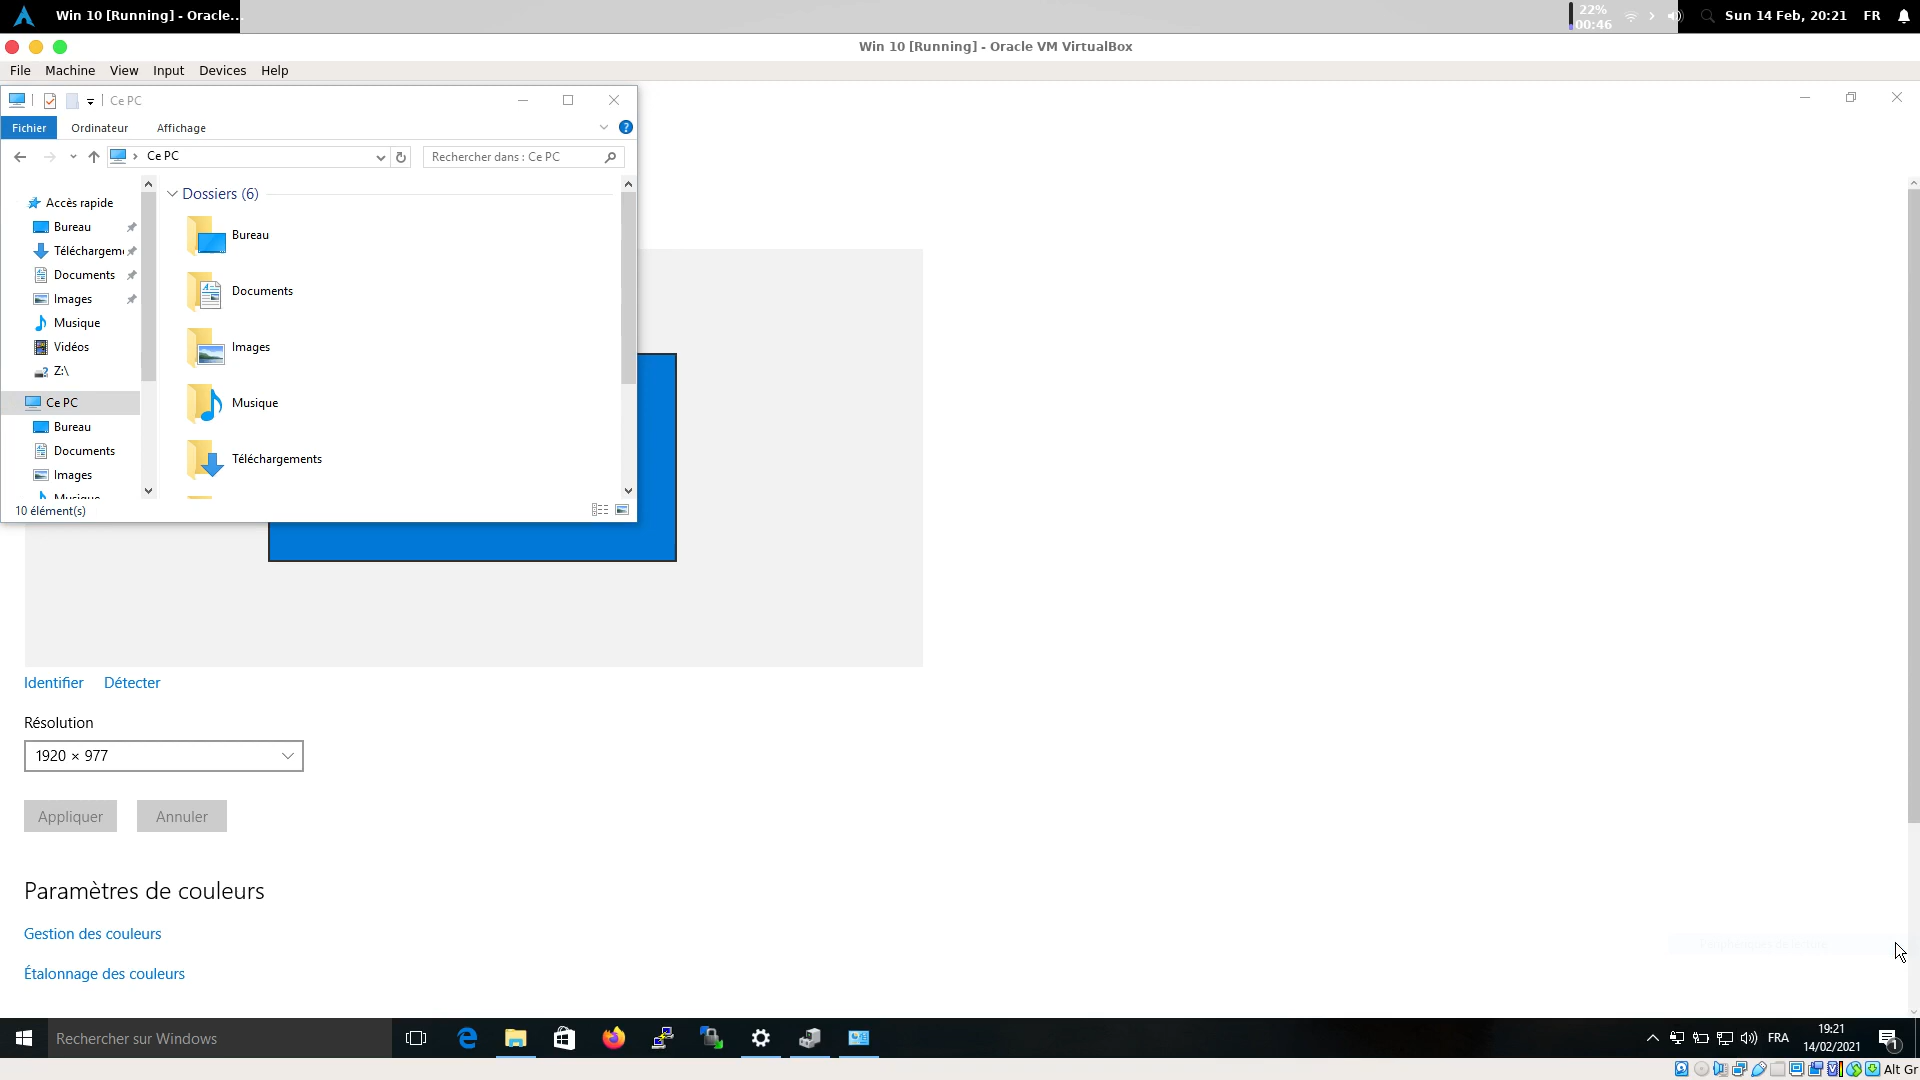 Win 10 [Running] - Oracle...
22%
00:46
Sun 14 Feb, 20:21
FR
Win 10 [Running] - Oracle VM VirtualBox
File Machine View Input Devices Help
Ce PC
Fichier Ordinateur Affichage
Ce PC
Rechercher dans : Ce PC
Accès rapide
Bureau
Téléchargem
Documents
Images
Musique
Vidéos
Z:\
Ce PC
Bureau
Documents
Images
Musique
Dossiers (6)
Bureau
Documents
Images
Musique
Téléchargements
10 élément(s)
Identifier Détecter
Résolution
1920 × 977
Appliquer Annuler
Paramètres de couleurs
Gestion des couleurs
Étalonnage des couleurs
Rechercher sur Windows
FRA
19:21
14/02/2021
1
Alt Gr